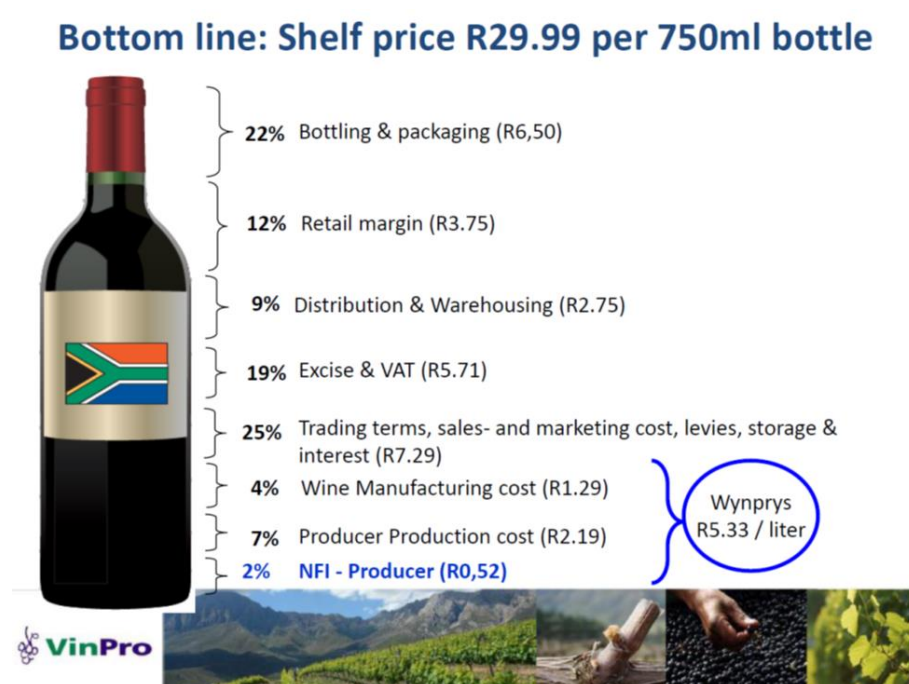 Bottom line: Shelf price R29.99 per 750ml bottle
22% Bottling & packaging (R6,50)
12% Retail margin (R3.75)
9% Distribution & Warehousing (R2.75)
19% Excise & VAT (R5.71)
25% Trading terms, sales- and marketing cost, levies, storage &
interest (R7.29)
4% Wine Manufacturing cost (R1.29)
Wynprys
R5.33 / liter
7% Producer Production cost (R2.19)
2% NFI - Producer (R0,52)
VinPro